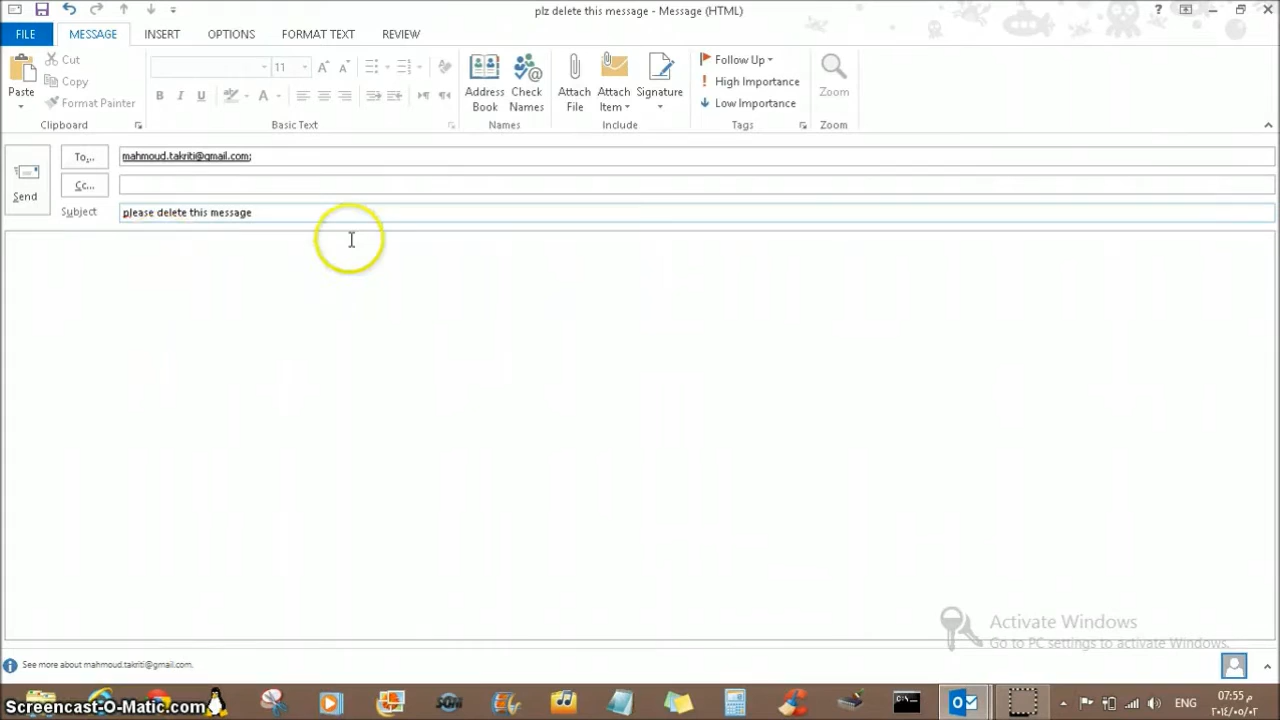 plz delete this message - Message (HTML)
FILE MESSAGE INSERT OPTIONS FORMAT TEXT REVIEW
Paste
Cut
Copy
Format Painter
Clipboard
11
B I U A
Basic Text
Address Book
Check Names
Names
Attach File
Attach Item
Signature
Include
Follow Up
High Importance
Low Importance
Tags
Zoom
Zoom
Send
To...
mahmoud.takriti@gmail.com;
Cc...
Subject
please delete this message
Activate Windows
Go to PC settings to activate Windows.
See more about mahmoud.takriti@gmail.com.
Screencast-O-Matic.com
ENG
07:55 م
٢٠١٤/٠٥/٠٢